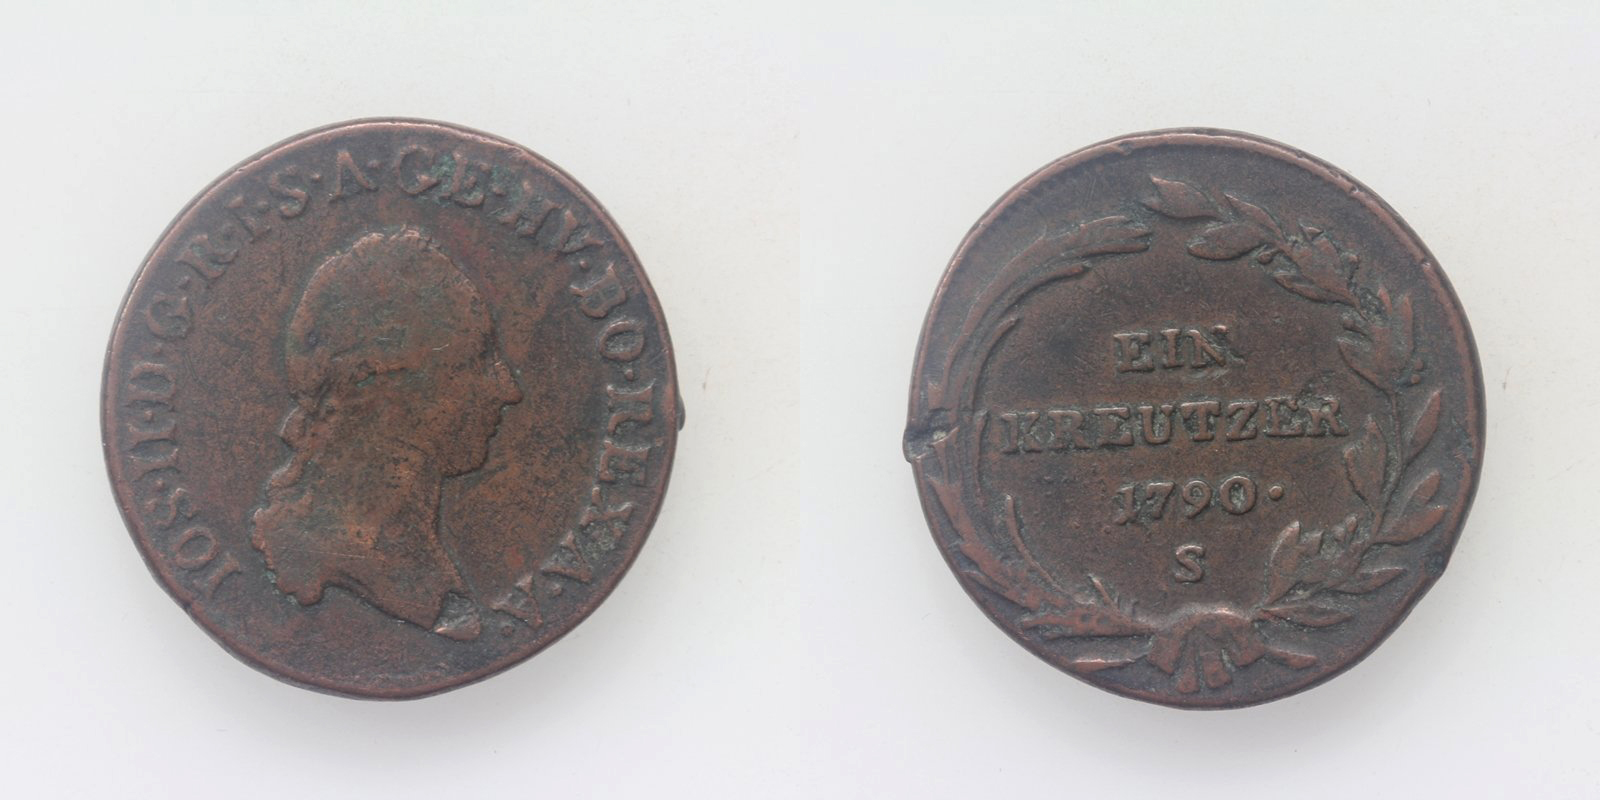 IOS·II·D·G·R·I·S·A·GE·HV·BO·REX·A·A·
EIN
KREUTZER
1790·
S